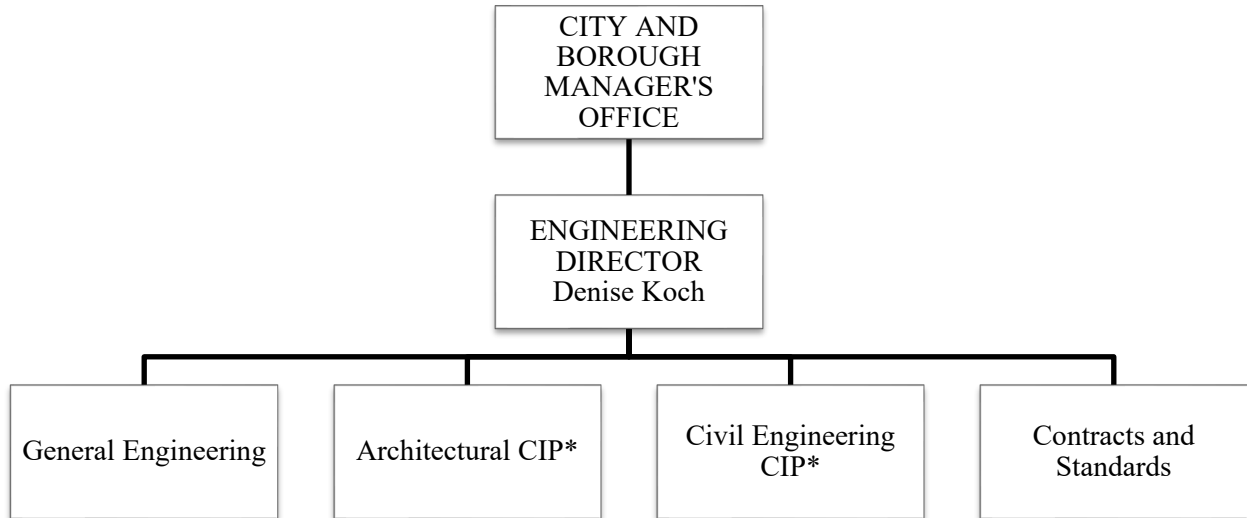 CITY AND
BOROUGH
MANAGER'S
OFFICE
ENGINEERING
DIRECTOR
Denise Koch
General Engineering
Architectural CIP*
Civil Engineering
CIP*
Contracts and
Standards